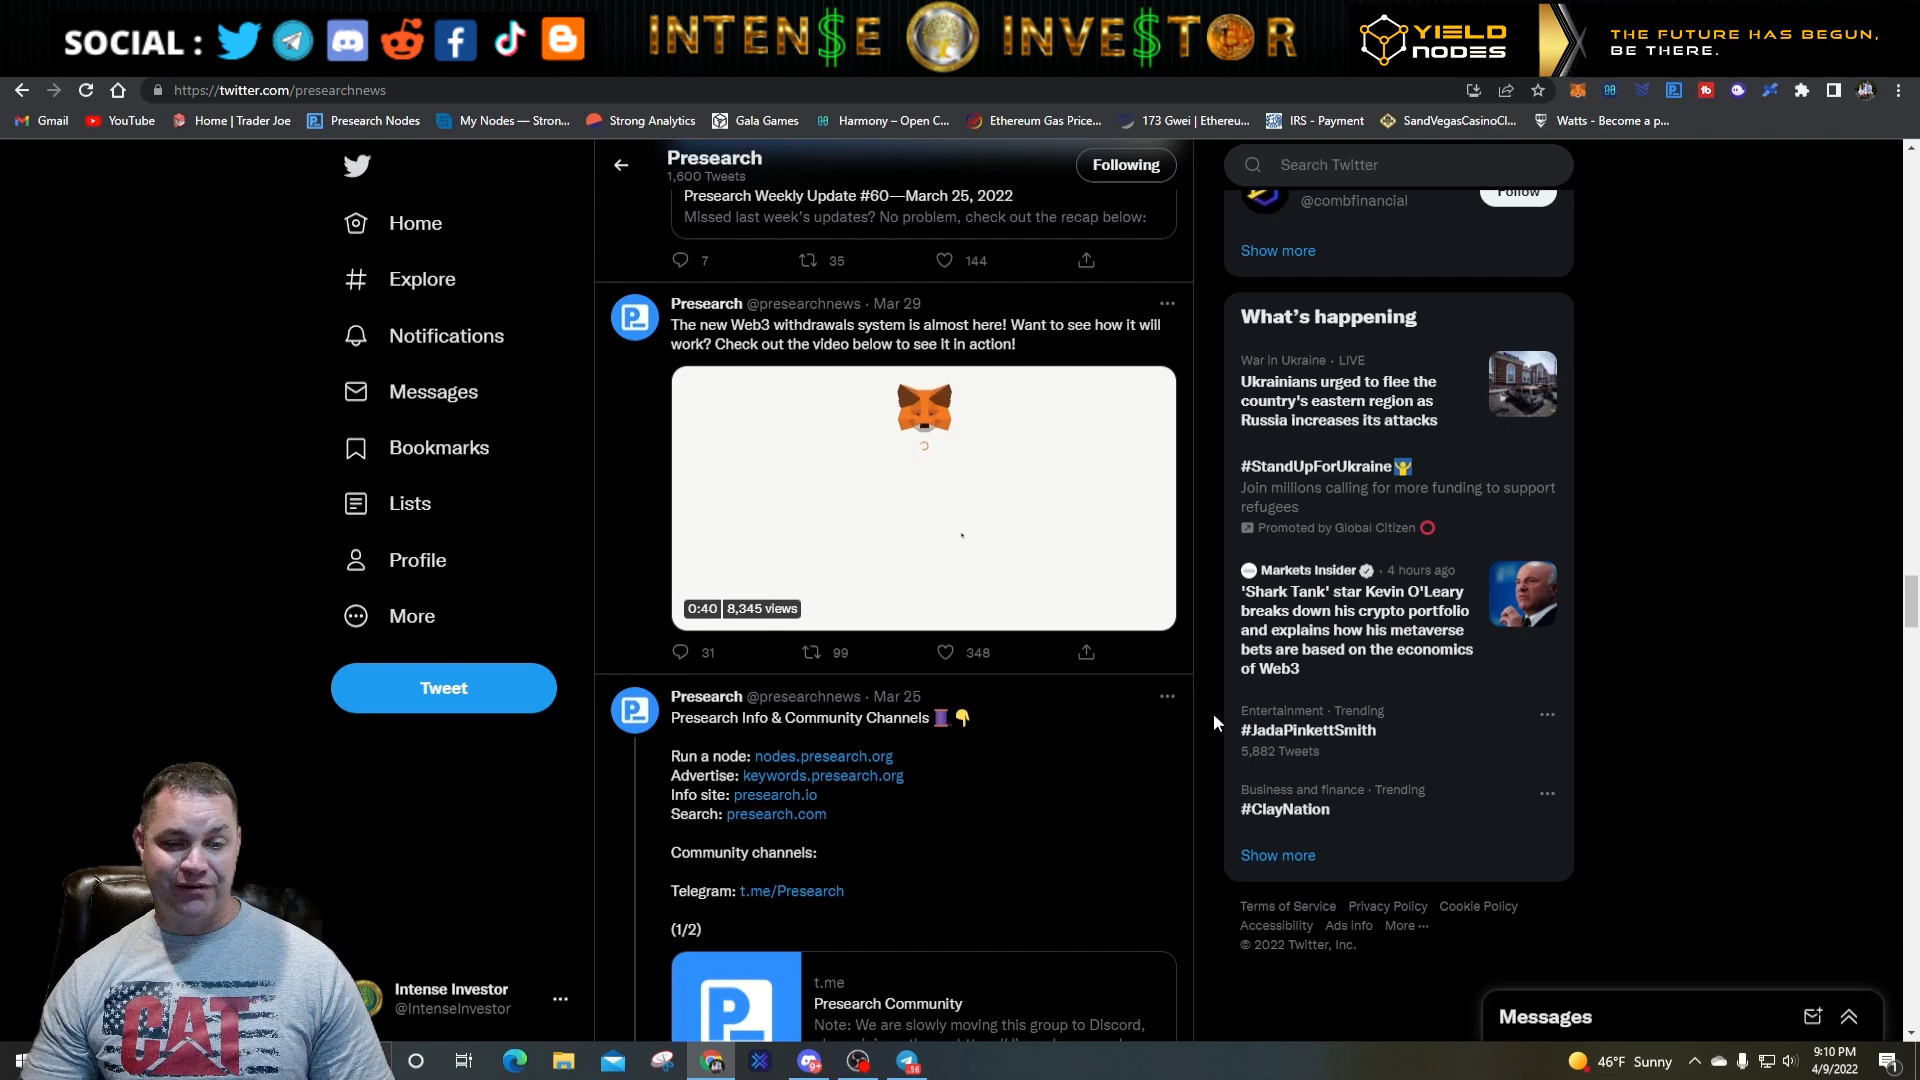 SOCIAL :
INTEN$E INVE$TOR
YIELD NODES
THE FUTURE HAS BEGUN,
BE THERE.
https://twitter.com/presearchnews
Gmail YouTube Home | Trader Joe Presearch Nodes My Nodes — Stron... Strong Analytics Gala Games Harmony – Open C... Ethereum Gas Price... 173 Gwei | Ethereu... IRS - Payment SandVegasCasinoCl... Watts - Become a p...
Home
Explore
Notifications
Messages
Bookmarks
Lists
Profile
More
Tweet
Intense Investor
@IntenseInvestor
Presearch
1,600 Tweets
Following
Presearch Weekly Update #60—March 25, 2022
Missed last week's updates? No problem, check out the recap below:
7 35 144
Presearch @presearchnews · Mar 29
The new Web3 withdrawals system is almost here! Want to see how it will
work? Check out the video below to see it in action!
0:40 8,345 views
31 99 348
Presearch @presearchnews · Mar 25
Presearch Info & Community Channels
Run a node: nodes.presearch.org
Advertise: keywords.presearch.org
Info site: presearch.io
Search: presearch.com
Community channels:
Telegram: t.me/Presearch
(1/2)
t.me
Presearch Community
Note: We are slowly moving this group to Discord,
Search Twitter
@combfinancial
Follow
Show more
What's happening
War in Ukraine · LIVE
Ukrainians urged to flee the
country's eastern region as
Russia increases its attacks
#StandUpForUkraine
Join millions calling for more funding to support
refugees
Promoted by Global Citizen
Markets Insider · 4 hours ago
'Shark Tank' star Kevin O'Leary
breaks down his crypto portfolio
and explains how his metaverse
bets are based on the economics
of Web3
Entertainment · Trending
#JadaPinkettSmith
5,882 Tweets
Business and finance · Trending
#ClayNation
Show more
Terms of Service Privacy Policy Cookie Policy
Accessibility Ads info More ···
© 2022 Twitter, Inc.
Messages
CAT
46°F Sunny
9:10 PM
4/9/2022